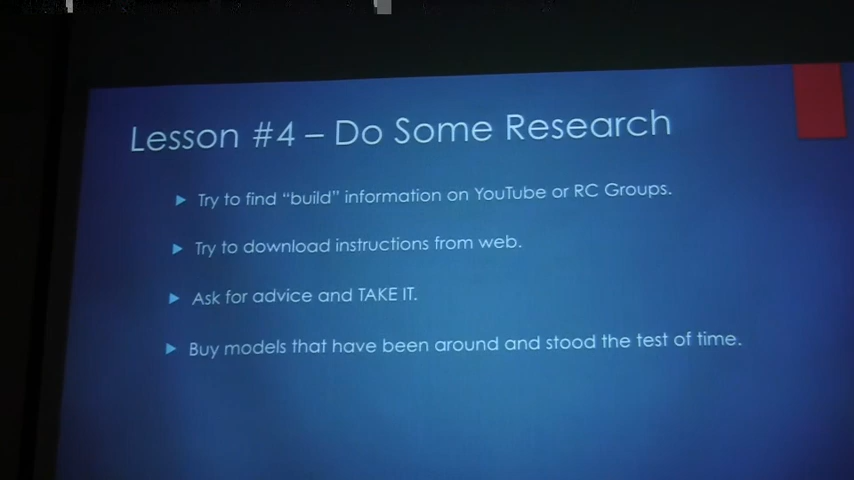 Lesson #4 – Do Some Research
Try to find “build” information on YouTube or RC Groups.
Try to download instructions from web.
Ask for advice and TAKE IT.
Buy models that have been around and stood the test of time.